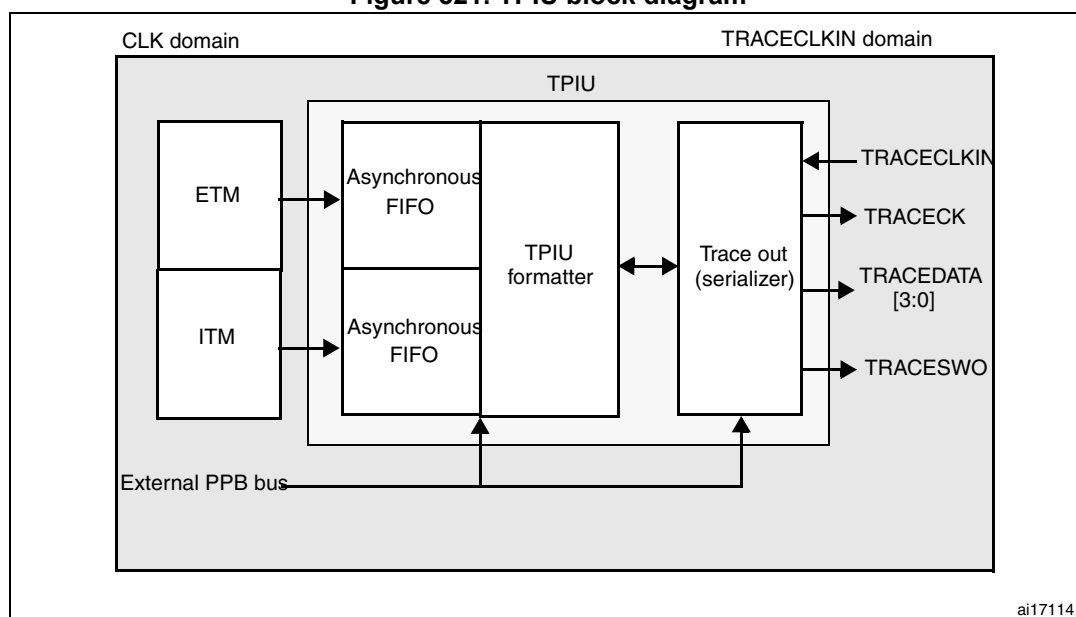 CLK domain
TRACECLKIN domain
TPIU
ETM
Asynchronous
FIFO
TPIU
formatter
Trace out
(serializer)
TRACECLKIN
TRACECK
TRACEDATA
[3:0]
TRACESWO
ITM
Asynchronous
FIFO
External PPB bus
ai17114